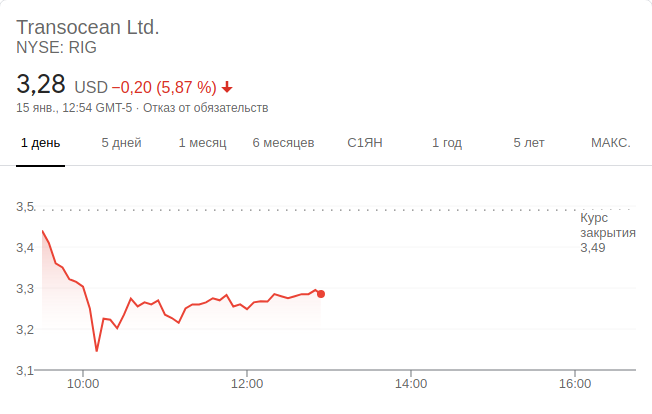 Transocean Ltd.
NYSE: RIG
3,28 USD −0,20 (5,87 %)
15 янв., 12:54 GMT-5 · Отказ от обязательств
1 день 5 дней 1 месяц 6 месяцев С1ЯН 1 год 5 лет МАКС.
3,5
Курс
закрытия
3,4 3,49
3,3
3,2
3,1
10:00 12:00 14:00 16:00